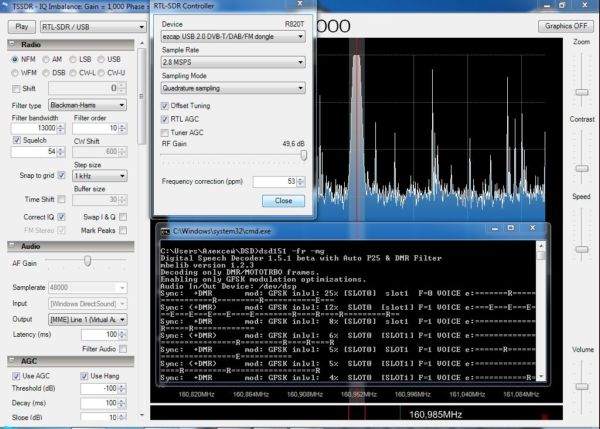 TSSDR - IQ Imbalance: Gain = 1,000 Phase =
Play
RTL-SDR / USB
000
Graphics OFF
Radio
NFM AM LSB USB
WFM DSB CW-L CW-U
Shift 0
Filter type Blackman-Harris
Filter bandwidth Filter order
13000 10
Squelch CW Shift
54 600
Step size
Snap to grid 1 kHz
Buffer size
Time Shift 30
Correct IQ Swap I & Q
FM Stereo Mark Peaks
Audio
AF Gain
Samplerate 48000
Input [Windows DirectSound]
Output [MME] Line 1 (Virtual Au
Latency (ms) 100
Filter Audio
AGC
Use AGC Use Hang
Threshold (dB) -100
Decay (ms) 100
Slope (dB) 10
RTL-SDR Controller
Device R820T
ezcap USB 2.0 DVB-T/DAB/FM dongle
Sample Rate
2.8 MSPS
Sampling Mode
Quadrature sampling
Offset Tuning
RTL AGC
Tuner AGC
RF Gain 49,6 dB
Frequency correction (ppm) 53
Close
Zoom
Contrast
Speed
Volume
C:\Windows\system32\cmd.exe
C:\Users\Алексей\DSD>dsd151 -fr -mg
Digital Speech Decoder 1.5.1 beta with Auto P25 & DMR Filter
mbelib version 1.2.3
Decoding only DMR/MOTOTRBO frames.
Enabling only GFSK modulation optimizations.
Audio In/Out Device: /dev/dsp
Sync: +DMR mod: GFSK inlvl: 25% [SLOT0] slot1 F=0 VOICE e:
Sync: (+DMR) mod: GFSK inlvl: 12% SLOT0 [SLOT1] F=1 VOICE e:
Sync: +DMR mod: GFSK inlvl: 8% [SLOT0] slot1 F=1 VOICE e:
Sync: (+DMR) mod: GFSK inlvl: 6% SLOT0 [SLOT1] F=1 VOICE e:
Sync: +DMR mod: GFSK inlvl: 5% [SLOT0] SLOT1 F=1 VOICE e:
Sync: (+DMR) mod: GFSK inlvl: 5% SLOT0 [slot1] F=1 VOICE e:
Sync: +DMR mod: GFSK inlvl: 4% SLOT0 [SLOT1] F=1 VOICE e:
160,820MHz 160,864MHz 160,908MHz 160,952MHz 160,996MHz 161,040MHz 161,084MHz
160,985MHz